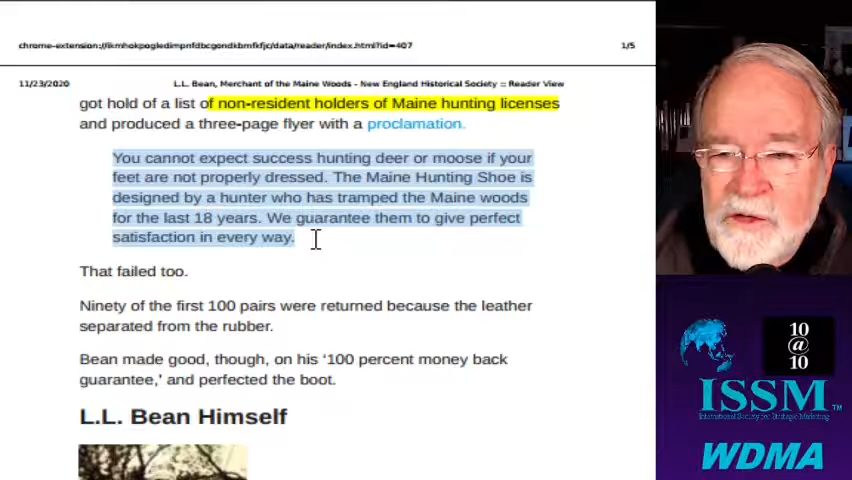 chrome-extension://ikmhokpogledimpnfdbcgondkbmfkfjc/data/reader/index.html?id=407 1/5
11/23/2020 L.L. Bean, Merchant of the Maine Woods - New England Historical Society :: Reader View
got hold of a list of non-resident holders of Maine hunting licenses
and produced a three-page flyer with a proclamation.
You cannot expect success hunting deer or moose if your
feet are not properly dressed. The Maine Hunting Shoe is
designed by a hunter who has tramped the Maine woods
for the last 18 years. We guarantee them to give perfect
satisfaction in every way.
That failed too.
Ninety of the first 100 pairs were returned because the leather
separated from the rubber.
Bean made good, though, on his ‘100 percent money back
guarantee,’ and perfected the boot.
L.L. Bean Himself
10
@
10
ISSM™
International Society for Strategic Marketing
WDMA